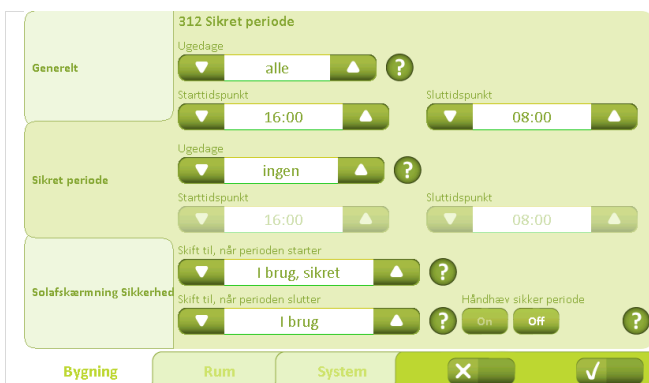 312 Sikret periode
Ugedage
Generelt
alle
?
Starttidspunkt Sluttidspunkt
16:00 08:00
Ugedage
Sikret periode
ingen
?
Starttidspunkt Sluttidspunkt
16:00 08:00
Skift til, når perioden starter
I brug, sikret
?
Solafskærmning Sikkerhed
Skift til, når perioden slutter Håndhæv sikker periode
I brug ? On Off ?
Bygning Rum System